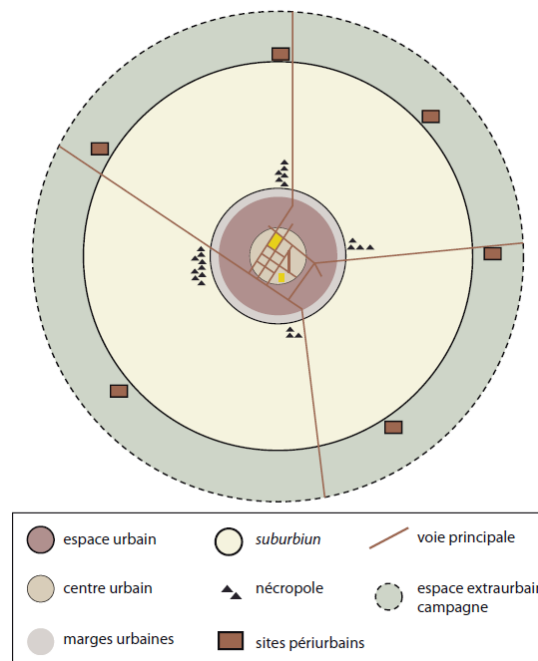 espace urbain
suburbiun
voie principale
centre urbain
nécropole
espace extraurbain
campagne
marges urbaines
sites périurbains